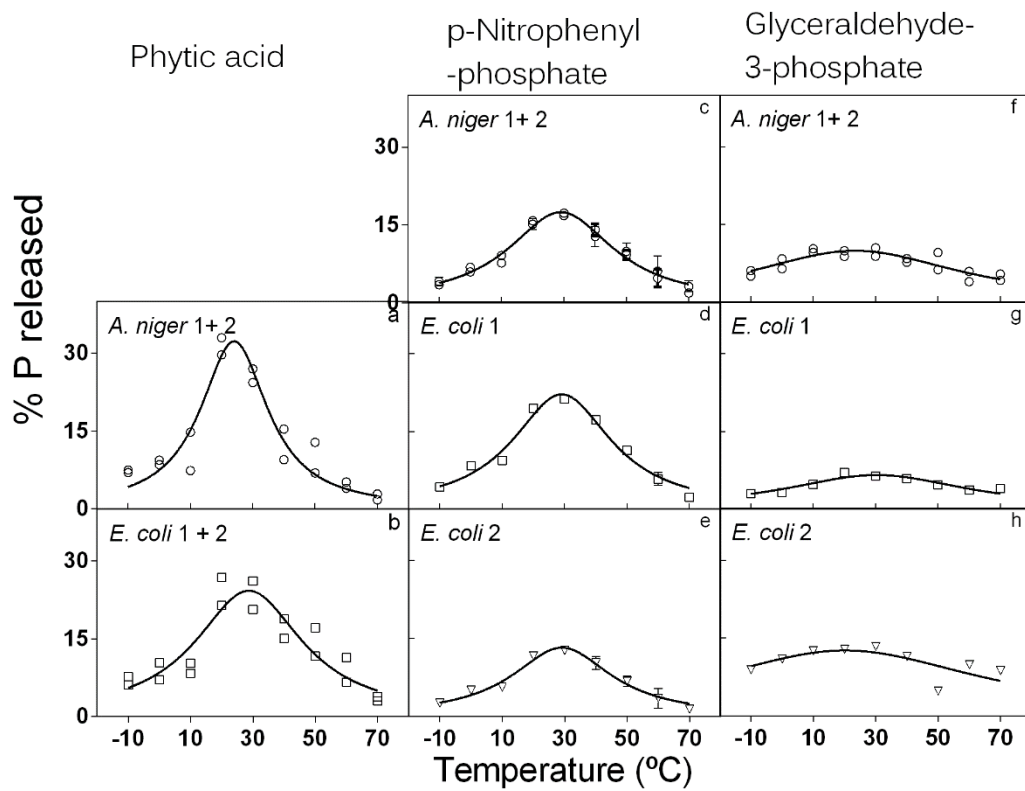 Phytic acid
p-Nitrophenyl
-phosphate
Glyceraldehyde-
3-phosphate
% P released
A. niger 1+ 2
c
30
15
0
A. niger 1+ 2
f
A. niger 1+ 2
a
30
15
0
E. coli 1
d
E. coli 1
g
E. coli 1 + 2
b
30
15
0
E. coli 2
e
E. coli 2
h
-10 10 30 50 70
-10 10 30 50 70
-10 10 30 50 70
Temperature (ºC)